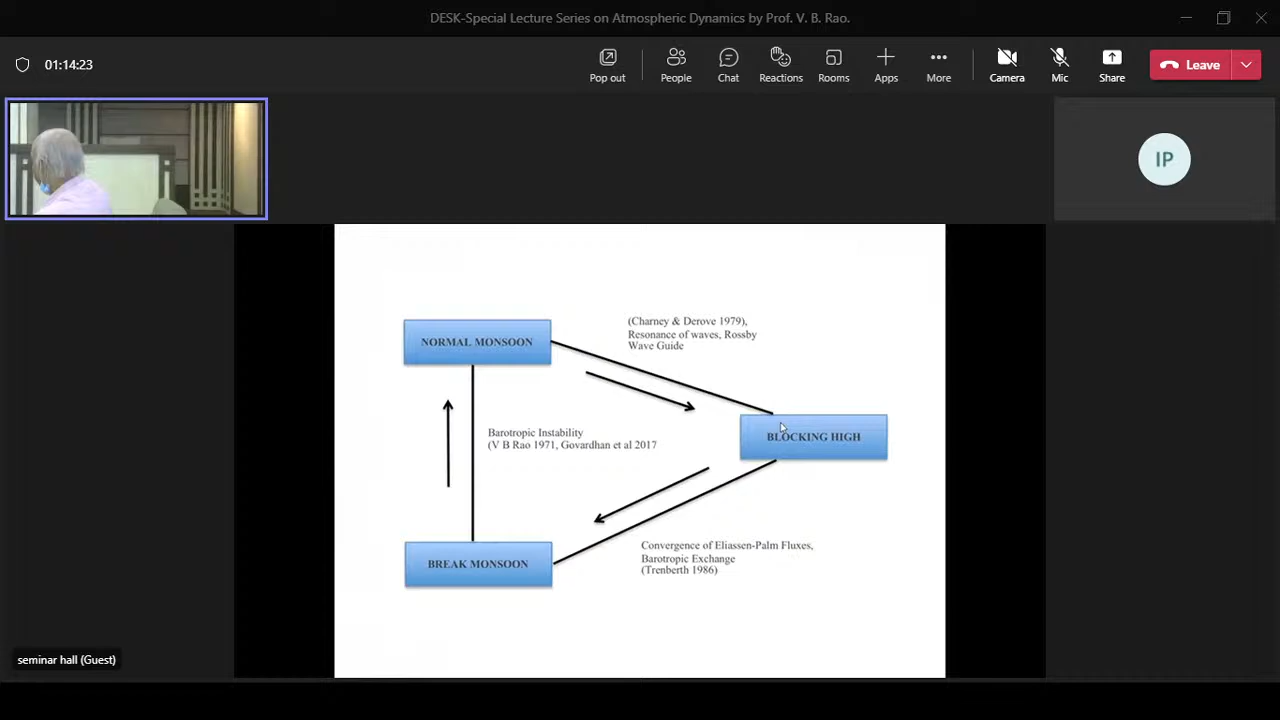 DESK-Special Lecture Series on Atmospheric Dynamics by Prof. V. B. Rao.
01:14:23
Pop out
People
Chat
Reactions
Rooms
Apps
More
Camera
Mic
Share
Leave
IP
(Charney & Derove 1979),
Resonance of waves, Rossby
Wave Guide
NORMAL MONSOON
BLOCKING HIGH
Barotropic Instability
(V B Rao 1971, Govardhan et al 2017
Convergence of Eliassen-Palm Fluxes,
Barotropic Exchange
(Trenberth 1986)
BREAK MONSOON
seminar hall (Guest)